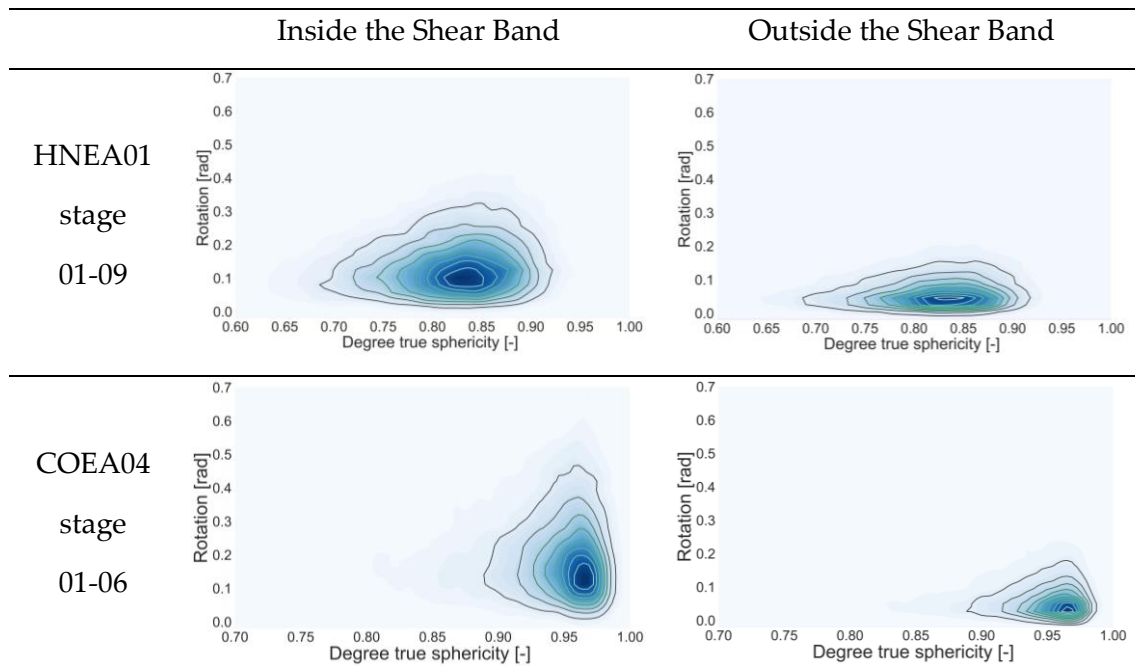 Inside the Shear Band
Outside the Shear Band
HNEA01
stage
01-09
Rotation [rad]
0.7
0.6
0.5
0.4
0.3
0.2
0.1
0.0
0.60 0.65 0.70 0.75 0.80 0.85 0.90 0.95 1.00
Degree true sphericity [-]
Rotation [rad]
0.7
0.6
0.5
0.4
0.3
0.2
0.1
0.0
0.60 0.65 0.70 0.75 0.80 0.85 0.90 0.95 1.00
Degree true sphericity [-]
COEA04
stage
01-06
Rotation [rad]
0.7
0.6
0.5
0.4
0.3
0.2
0.1
0.0
0.70 0.75 0.80 0.85 0.90 0.95 1.00
Degree true sphericity [-]
Rotation [rad]
0.7
0.6
0.5
0.4
0.3
0.2
0.1
0.0
0.70 0.75 0.80 0.85 0.90 0.95 1.00
Degree true sphericity [-]